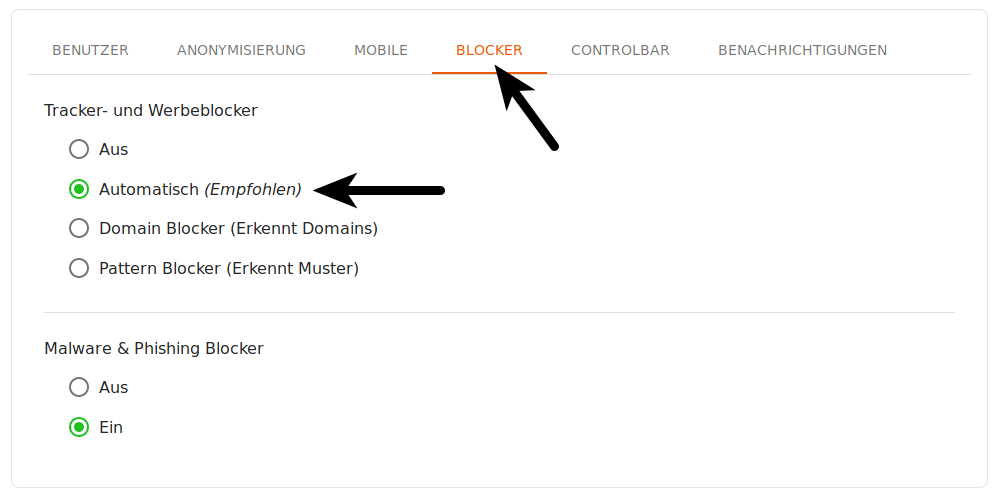 BENUTZER ANONYMISIERUNG MOBILE BLOCKER CONTROLBAR BENACHRICHTIGUNGEN
Tracker- und Werbeblocker
Aus
Automatisch (Empfohlen)
Domain Blocker (Erkennt Domains)
Pattern Blocker (Erkennt Muster)
Malware & Phishing Blocker
Aus
Ein